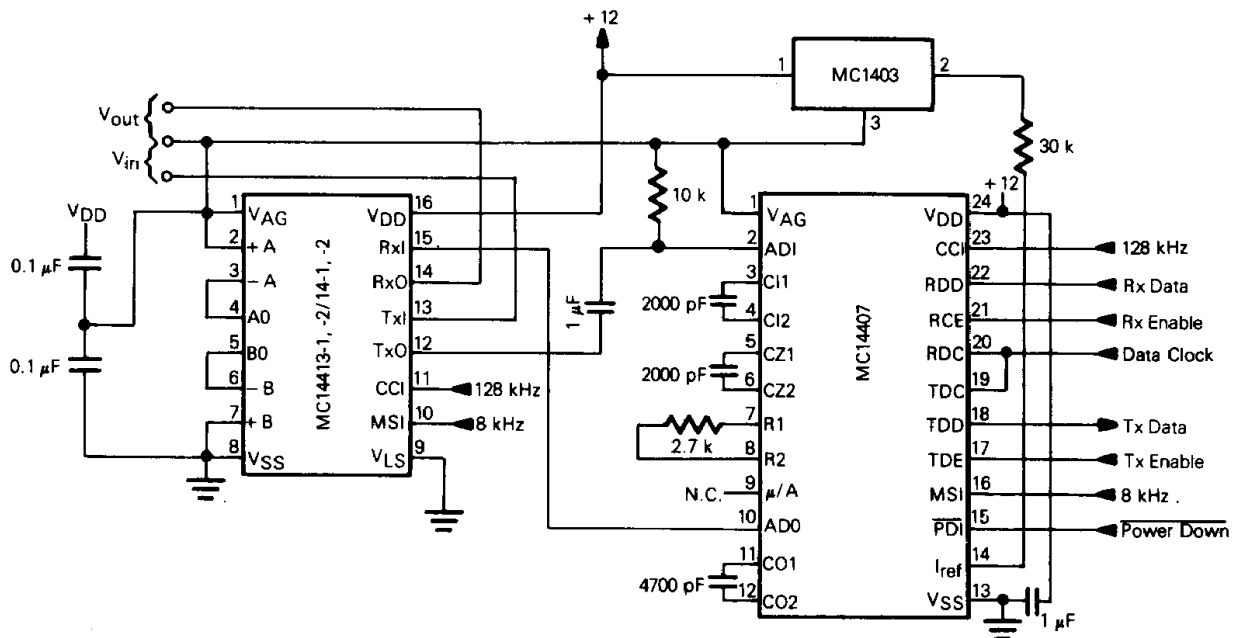 + 12
1
MC1403
2
3
Vout
Vin
30 k
10 k
+ 12
VDD
0.1 μF
0.1 μF
MC14413-1, -2/14-1, -2
1 VAG
2 + A
3 − A
4 A0
5 B0
6 − B
7 + B
8 VSS
VDD 16
RxI 15
RxO 14
TxI 13
TxO 12
CCI 11
128 kHz
MSI 10
8 kHz
VLS 9
1 μF
MC14407
1 VAG
2 ADI
3 CI1
2000 pF
4 CI2
5 CZ1
2000 pF
6 CZ2
7 R1
2.7 k
8 R2
N.C. 9 μ/A
10 AD0
11 CO1
4700 pF
12 CO2
VDD 24
CCI 23 128 kHz
RDD 22 Rx Data
RCE 21 Rx Enable
RDC 20 Data Clock
TDC 19
TDD 18 Tx Data
TDE 17 Tx Enable
MSI 16 8 kHz .
PDI 15 Power Down
Iref 14
VSS 13
1 μF